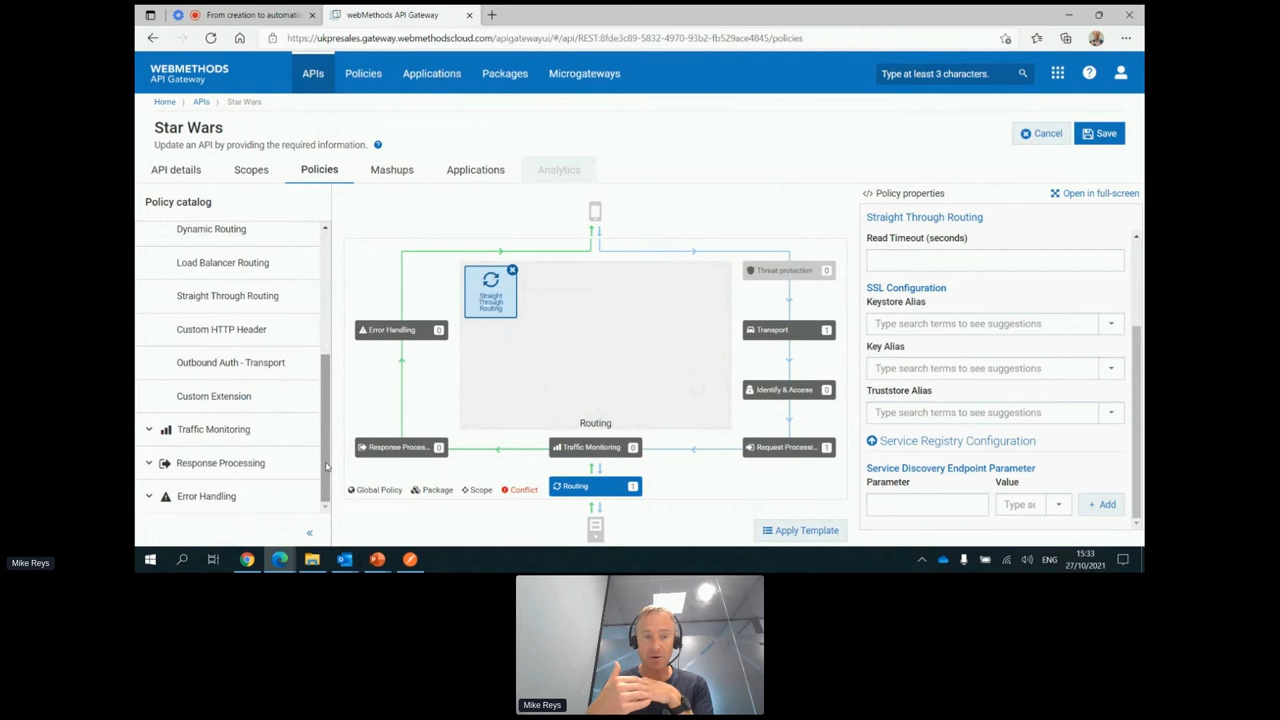 From creation to automatic
webMethods API Gateway
https://ukpresales.gateway.webmethodscloud.com/apigatewayui/#/api/REST:8fde3c89-5832-4970-93b2-fb529ace4845/policies
WEBMETHODS
API Gateway
APIs
Policies
Applications
Packages
Microgateways
Type at least 3 characters.
Home
APIs
Star Wars
Star Wars
Update an API by providing the required information.
Cancel
Save
API details
Scopes
Policies
Mashups
Applications
Analytics
Policy catalog
Dynamic Routing
Load Balancer Routing
Straight Through Routing
Custom HTTP Header
Outbound Auth - Transport
Custom Extension
Traffic Monitoring
Response Processing
Error Handling
Straight
Through
Routing
Threat protection 0
Error Handling 0
Transport 1
Identify & Access 0
Routing
Response Proces... 0
Traffic Monitoring 0
Request Processi... 1
Routing 1
Global Policy
Package
Scope
Conflict
Apply Template
</> Policy properties
Open in full-screen
Straight Through Routing
Read Timeout (seconds)
SSL Configuration
Keystore Alias
Type search terms to see suggestions
Key Alias
Type search terms to see suggestions
Truststore Alias
Type search terms to see suggestions
Service Registry Configuration
Service Discovery Endpoint Parameter
Parameter
Value
Type se
+ Add
ENG
15:33
27/10/2021
Mike Reys
Mike Reys